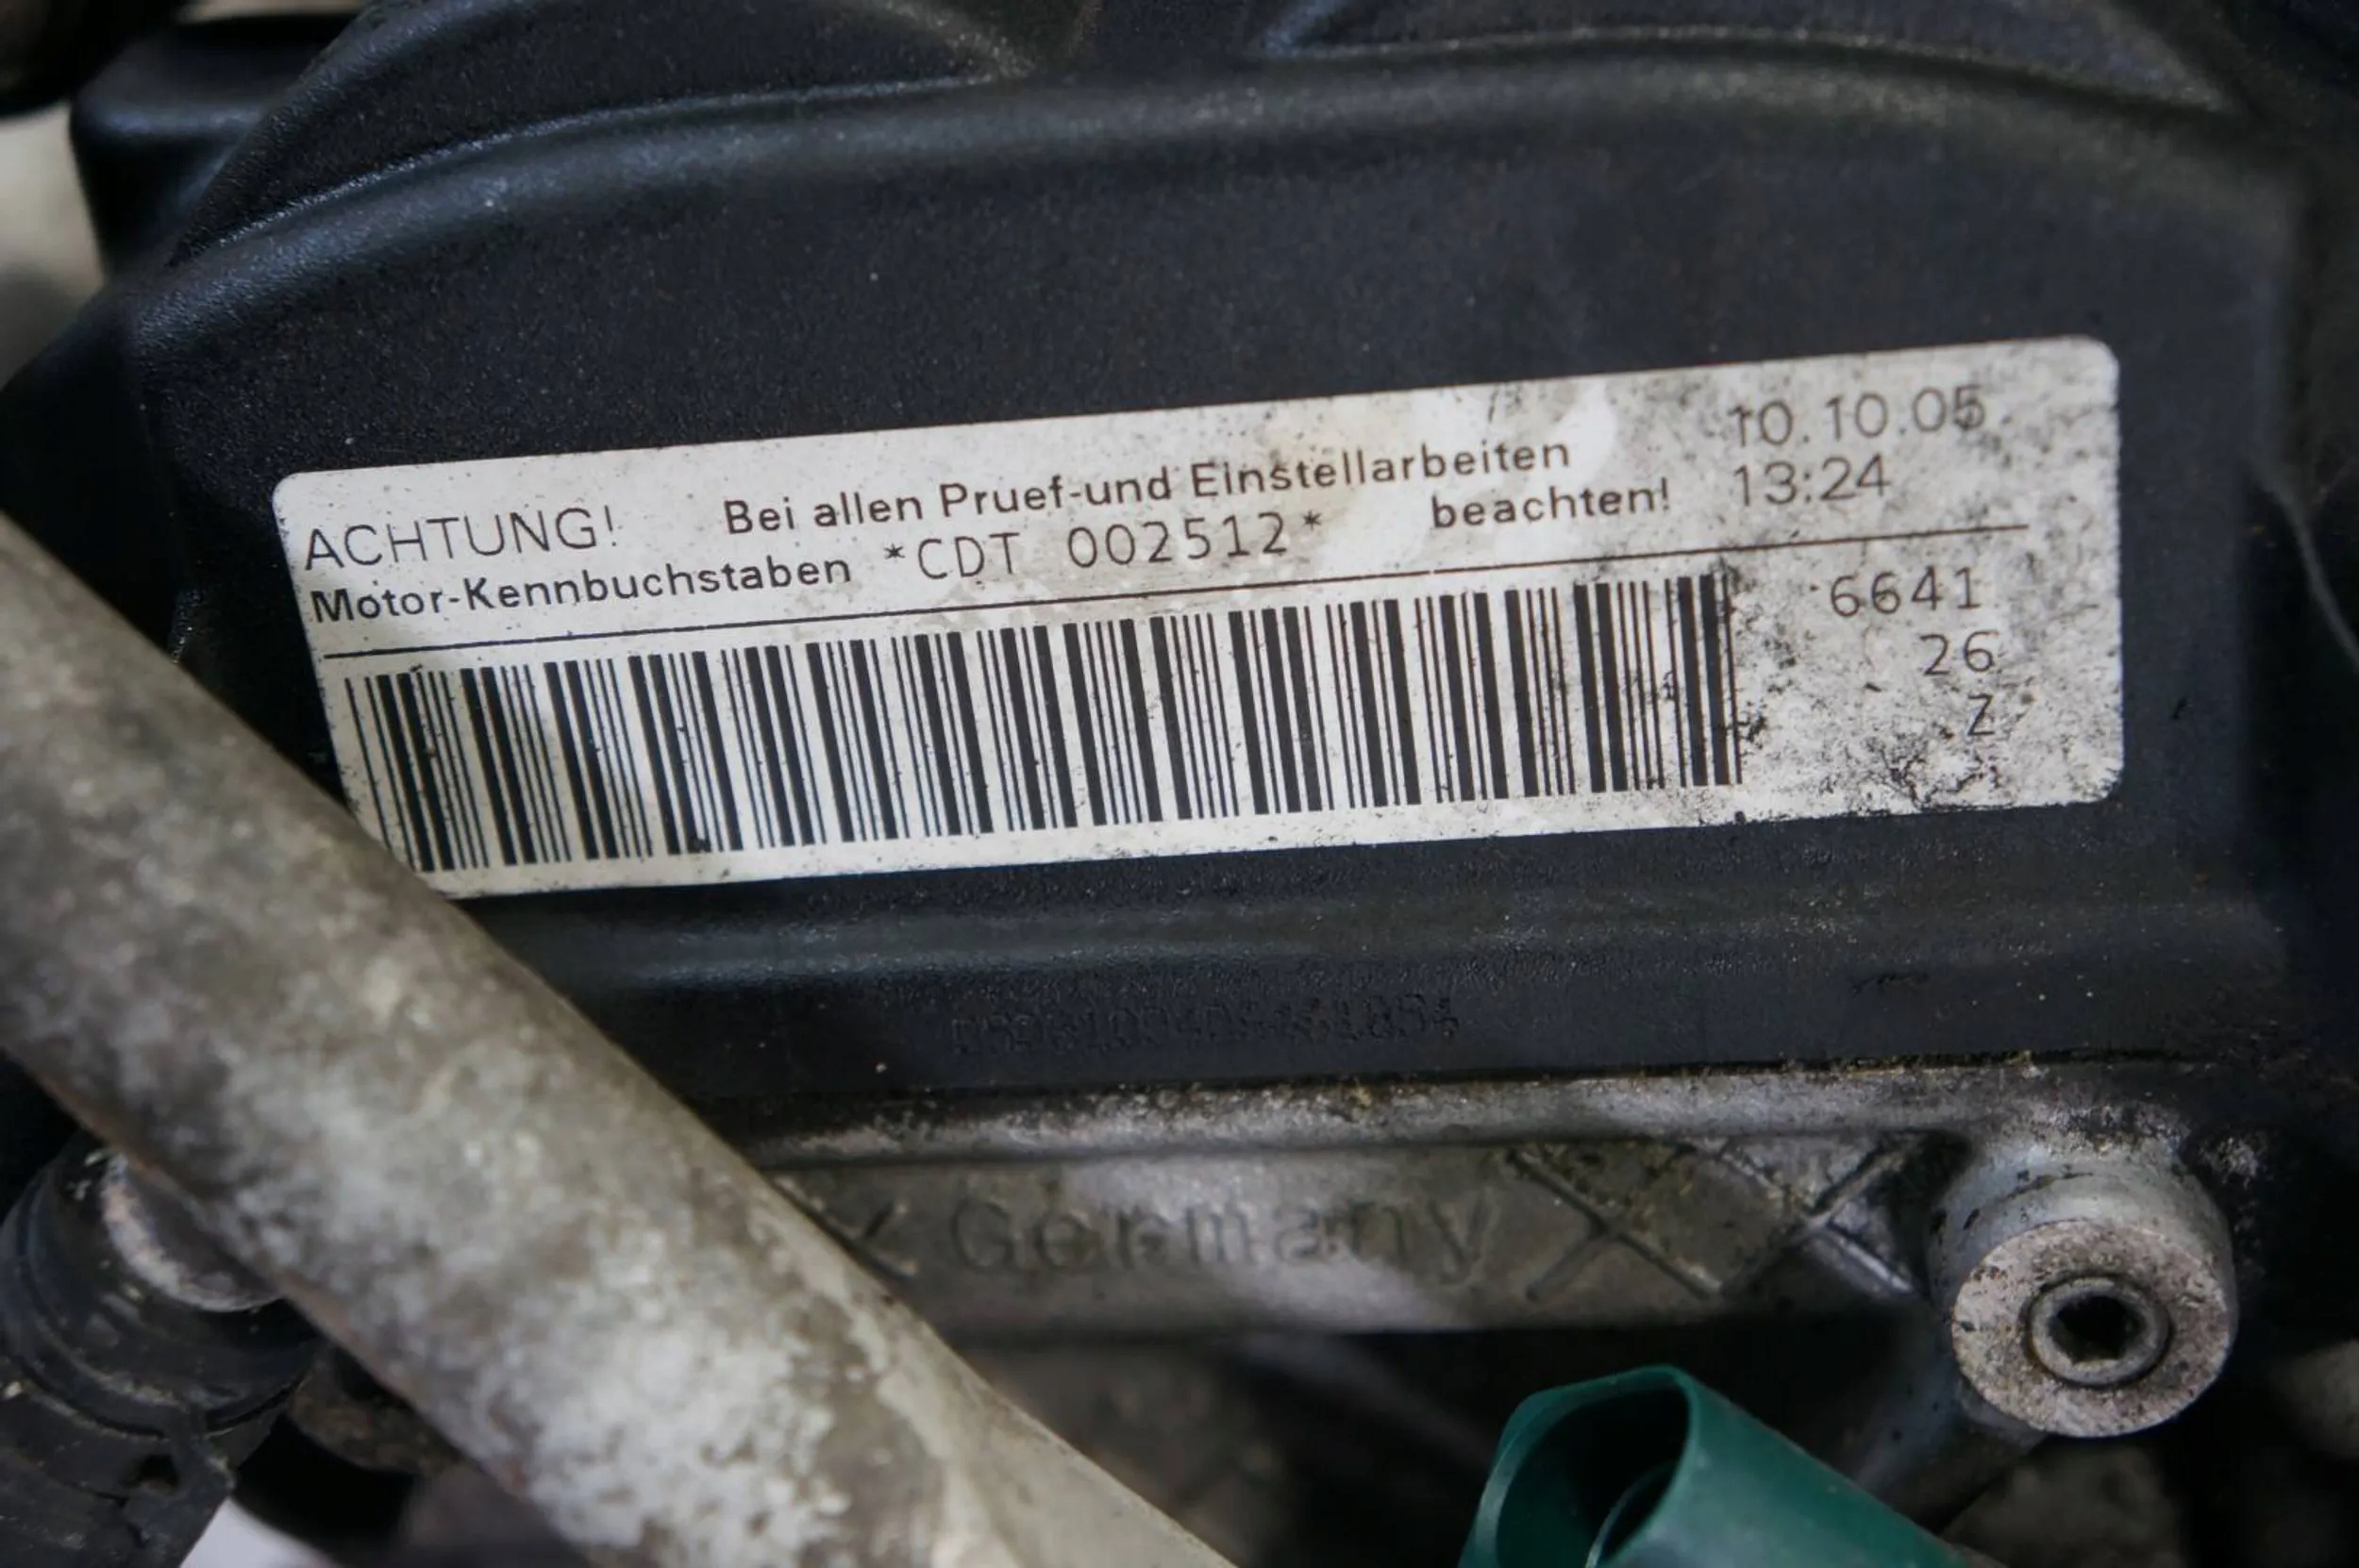 ACHTUNG! Bei allen Pruef-und Einstellarbeiten 10.10.05
Motor-Kennbuchstaben *CDT 002512* beachten! 13:24
6641
26
Z
Germany